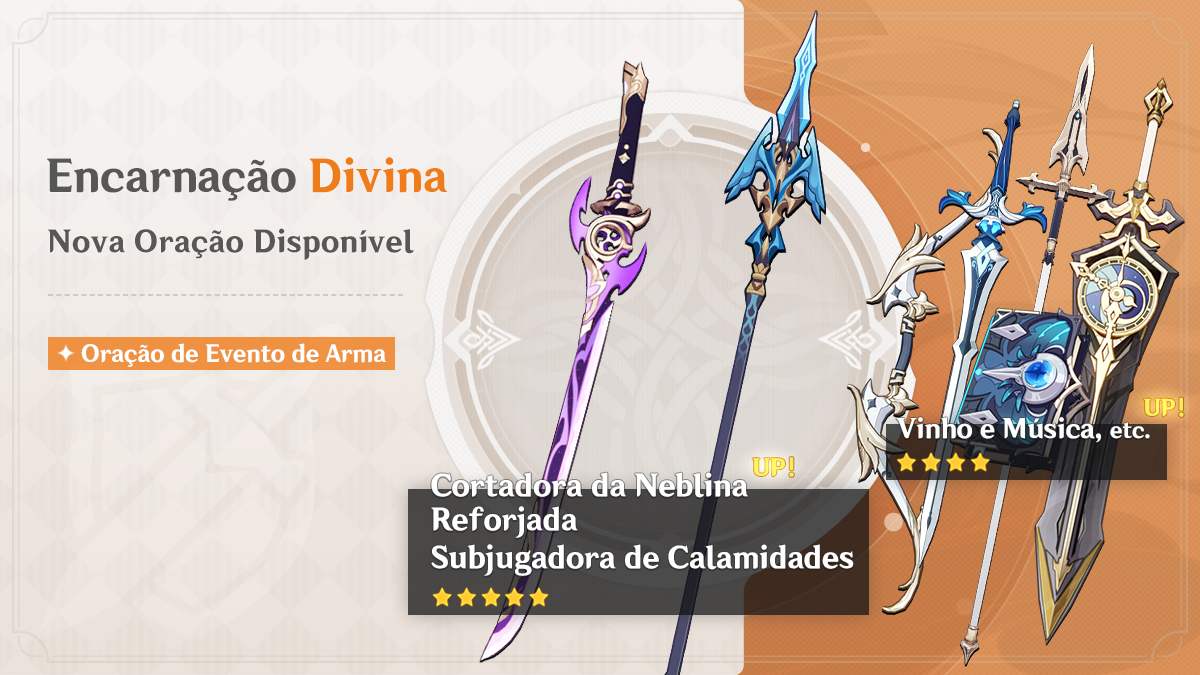 Encarnação Divina
Nova Oração Disponível
✦ Oração de Evento de Arma
UP!
Cortadora da Neblina
Reforjada
Subjugadora de Calamidades
UP!
Vinho e Música, etc.